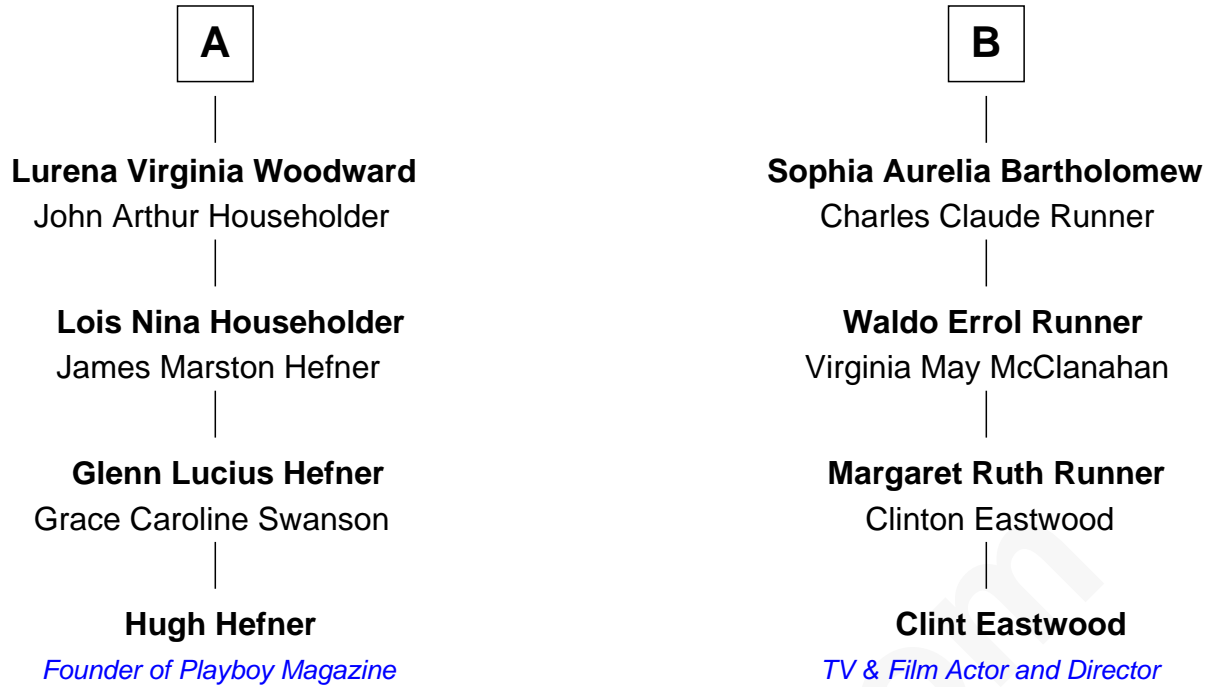 A
Lurena Virginia Woodward
John Arthur Householder
Lois Nina Householder
James Marston Hefner
Glenn Lucius Hefner
Grace Caroline Swanson
Hugh Hefner
Founder of Playboy Magazine
B
Sophia Aurelia Bartholomew
Charles Claude Runner
Waldo Errol Runner
Virginia May McClanahan
Margaret Ruth Runner
Clinton Eastwood
Clint Eastwood
TV & Film Actor and Director